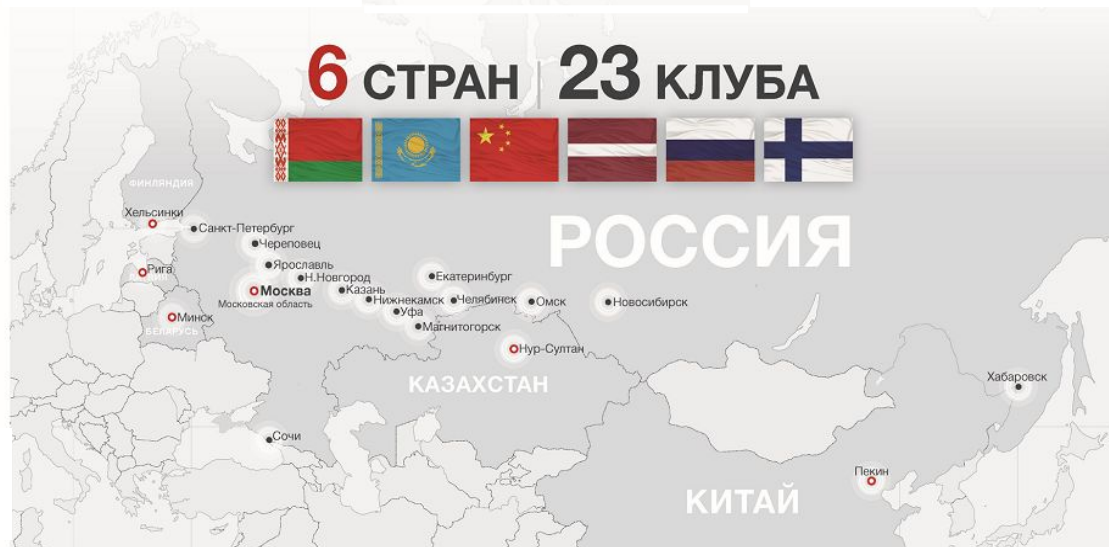 6 СТРАН | 23 КЛУБА
ФИНЛЯНДИЯ
Хельсинки
Санкт-Петербург
РОССИЯ
Череповец
Ярославль
Рига
Н.Новгород
Екатеринбург
Москва
Московская область
Казань
Нижнекамск
Челябинск
Омск
Новосибирск
Уфа
Минск
БЕЛАРУСЬ
Магнитогорск
Нур-Султан
КАЗАХСТАН
Хабаровск
Сочи
Пекин
КИТАЙ